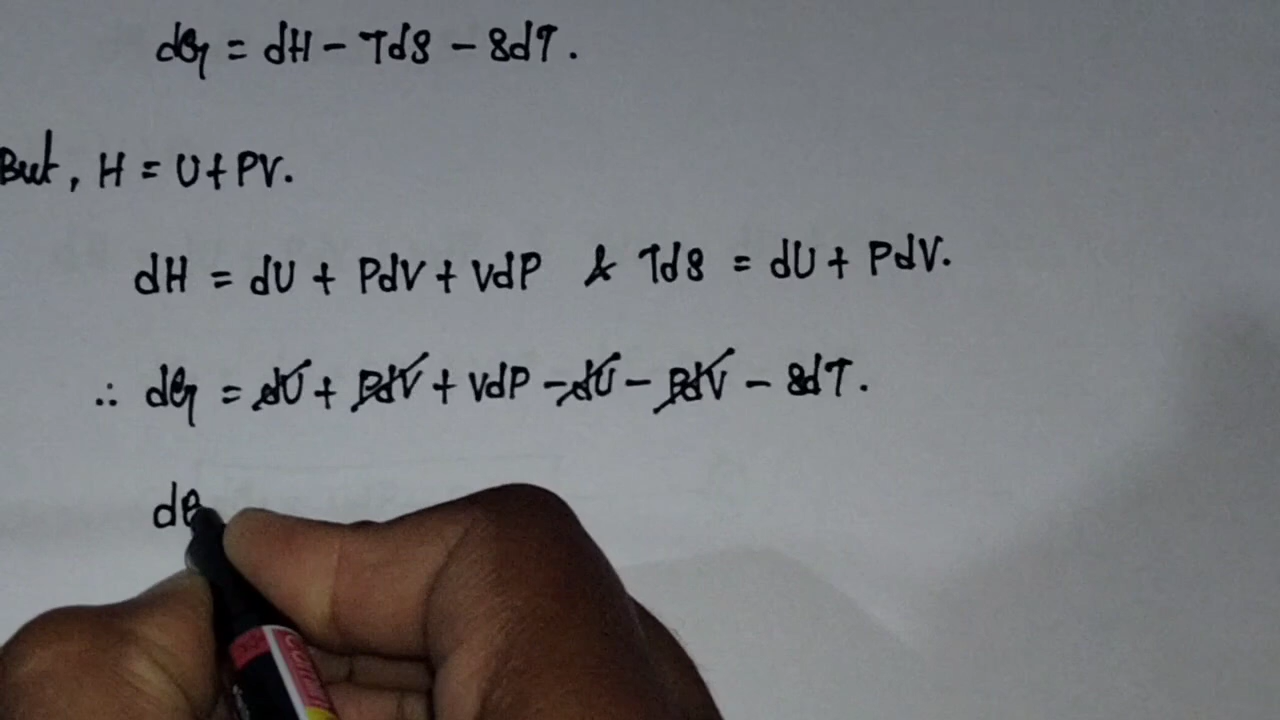 dG = dH - TdS - SdT.
But, H = U + PV.
dH = dU + PdV + VdP & TdS = dU + PdV.
∴ dG = dU + PdV + VdP - dU - PdV - SdT.
dG